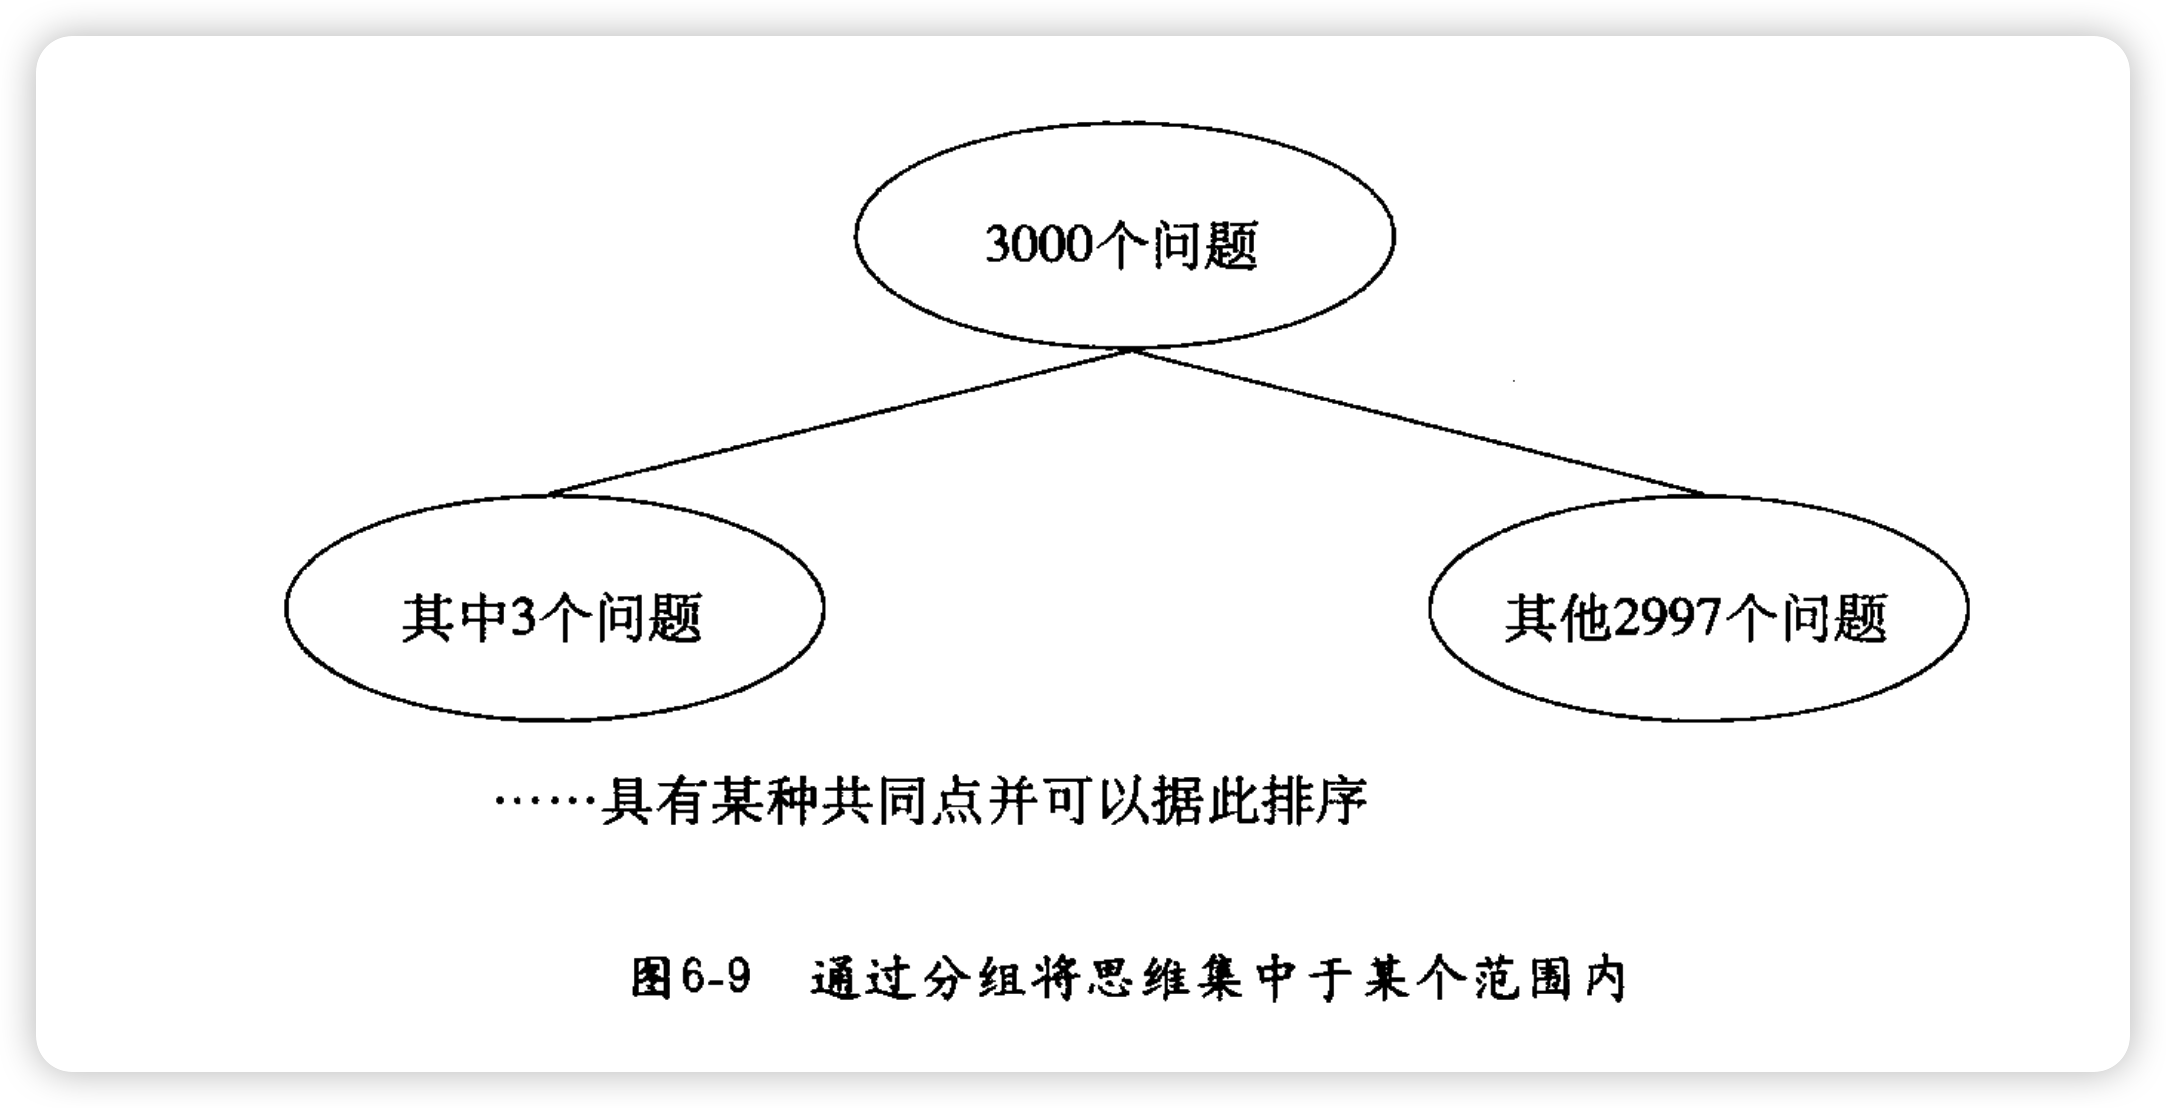 3000个问题
其中3个问题
其他2997个问题
……具有某种共同点并可以据此排序
图6-9 通过分组将思维集中于某个范围内